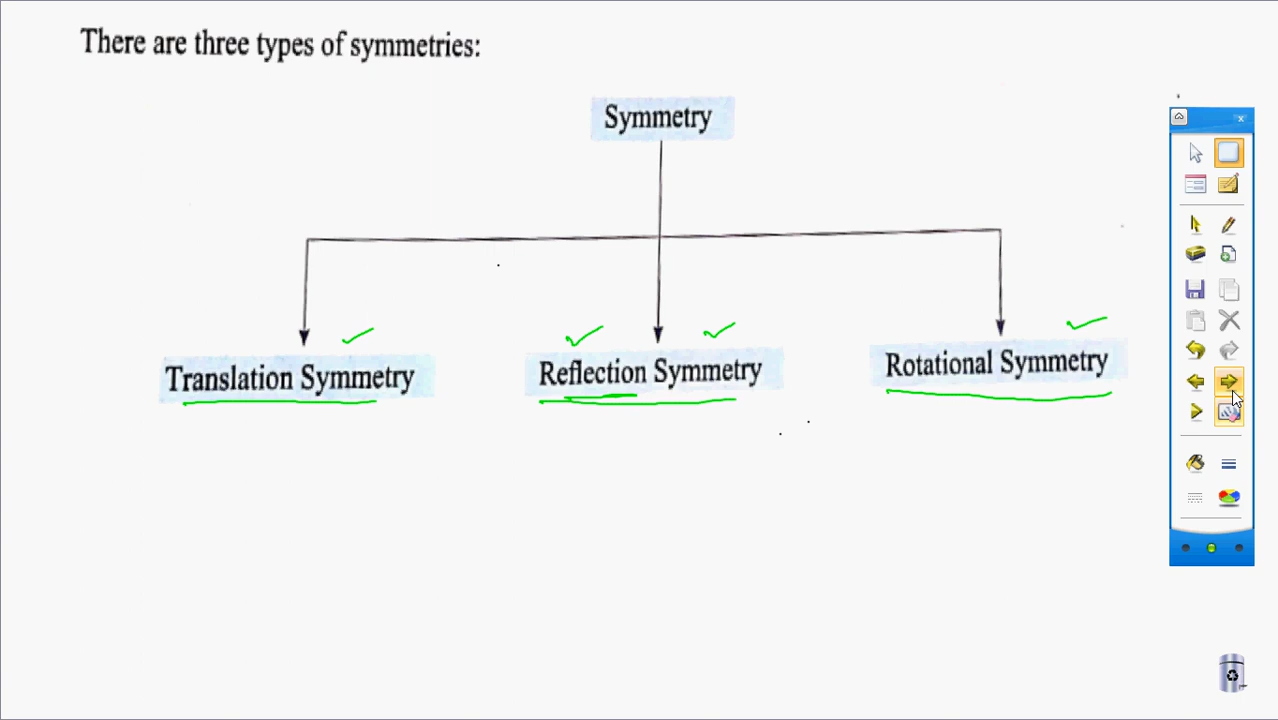 There are three types of symmetries:
Symmetry
Translation Symmetry
Reflection Symmetry
Rotational Symmetry